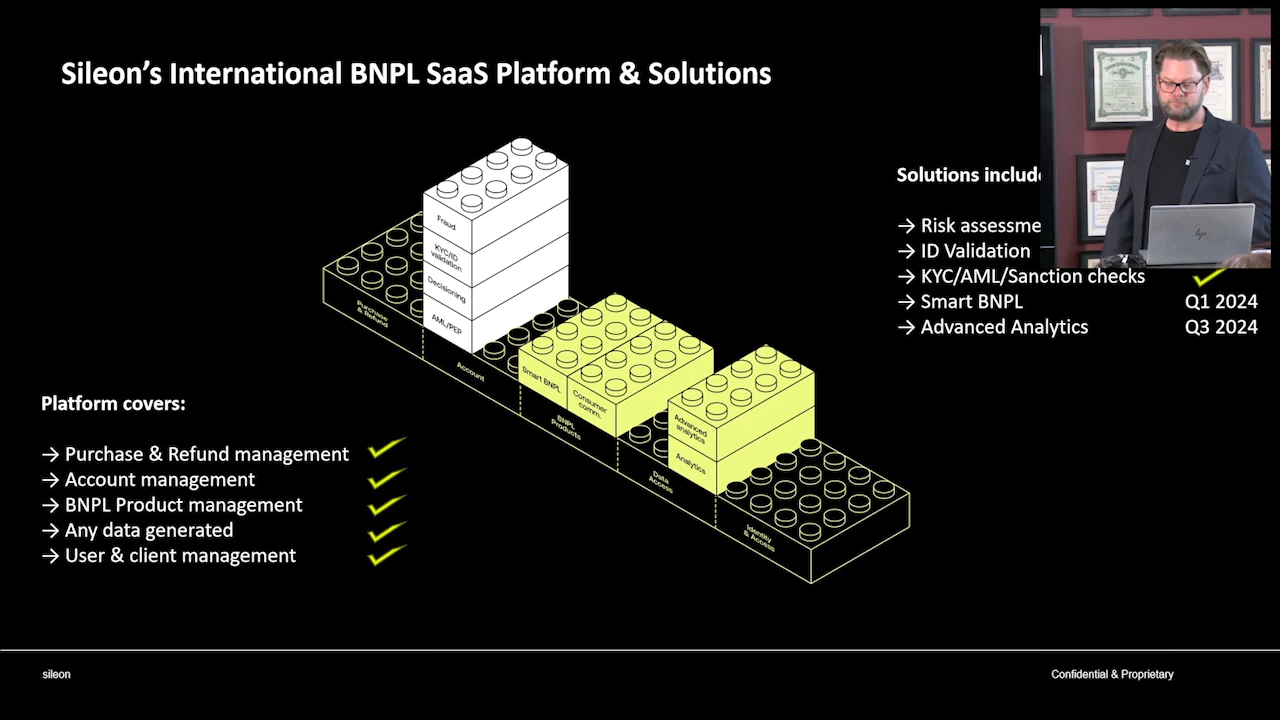 Sileon’s International BNPL SaaS Platform & Solutions
Solutions include
→ Risk assessme
→ ID Validation
→ KYC/AML/Sanction checks
→ Smart BNPL Q1 2024
→ Advanced Analytics Q3 2024
Fraud
KYC/ID
validation
Decisioning
AML/PEP
Purchase
& Refund
Account
Smart BNPL
Consumer
comm.
BNPL
Products
Advanced
analytics
Analytics
Data
Access
Identity
& Access
Platform covers:
→ Purchase & Refund management
→ Account management
→ BNPL Product management
→ Any data generated
→ User & client management
hp
sileon
Confidential & Proprietary